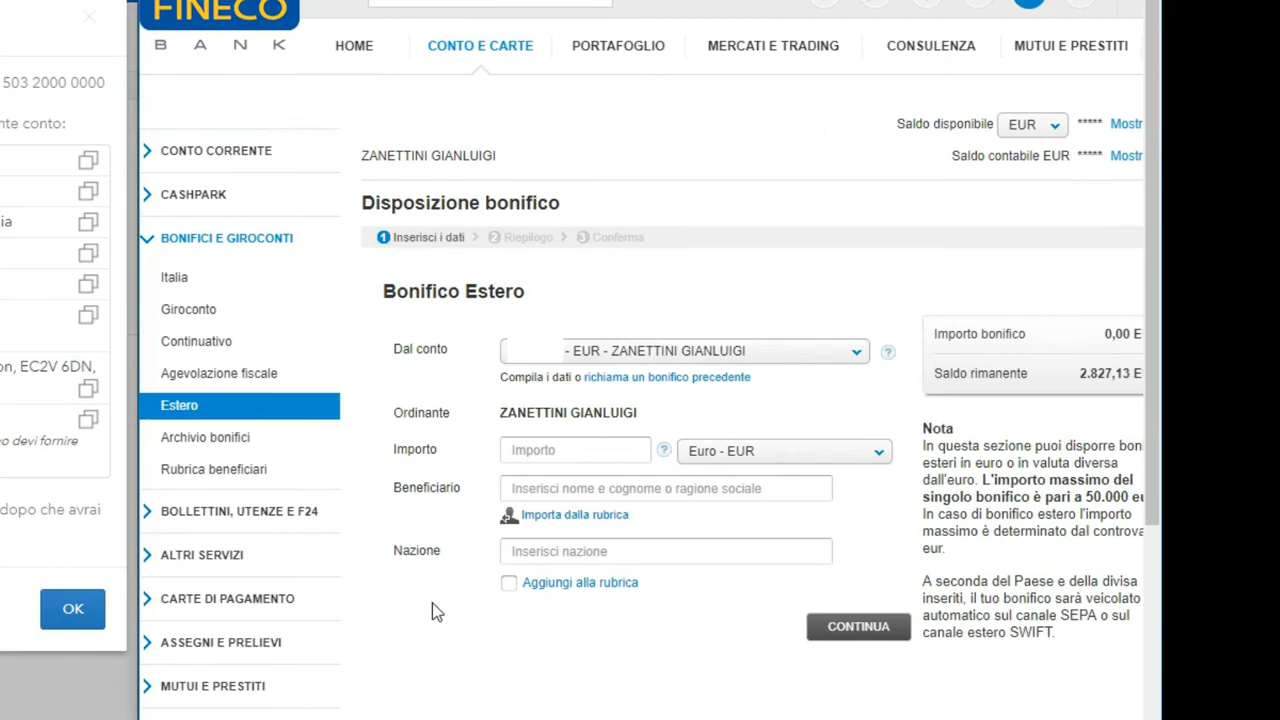 503 2000 0000
nte conto:
ia
on, EC2V 6DN,
o devi fornire
dopo che avrai
OK
FINECO
BANK
HOME
CONTO E CARTE
PORTAFOGLIO
MERCATI E TRADING
CONSULENZA
MUTUI E PRESTITI
Saldo disponibile EUR ***** Mostr
ZANETTINI GIANLUIGI
Saldo contabile EUR ***** Mostr
CONTO CORRENTE
CASHPARK
BONIFICI E GIROCONTI
Italia
Giroconto
Continuativo
Agevolazione fiscale
Estero
Archivio bonifici
Rubrica beneficiari
BOLLETTINI, UTENZE E F24
ALTRI SERVIZI
CARTE DI PAGAMENTO
ASSEGNI E PRELIEVI
MUTUI E PRESTITI
Disposizione bonifico
1 Inserisci i dati > 2 Riepilogo > 3 Conferma
Bonifico Estero
Dal conto - EUR - ZANETTINI GIANLUIGI ?
Compila i dati o richiama un bonifico precedente
Ordinante ZANETTINI GIANLUIGI
Importo Importo ? Euro - EUR
Beneficiario Inserisci nome e cognome o ragione sociale
Importa dalla rubrica
Nazione Inserisci nazione
Aggiungi alla rubrica
CONTINUA
Importo bonifico 0,00 E
Saldo rimanente 2.827,13 E
Nota
In questa sezione puoi disporre bon
esteri in euro o in valuta diversa
dall'euro. L'importo massimo del
singolo bonifico è pari a 50.000 eu
In caso di bonifico estero l'importo
massimo è determinato dal controva
eur.
A seconda del Paese e della divisa
inseriti, il tuo bonifico sarà veicolato
automatico sul canale SEPA o sul
canale estero SWIFT.